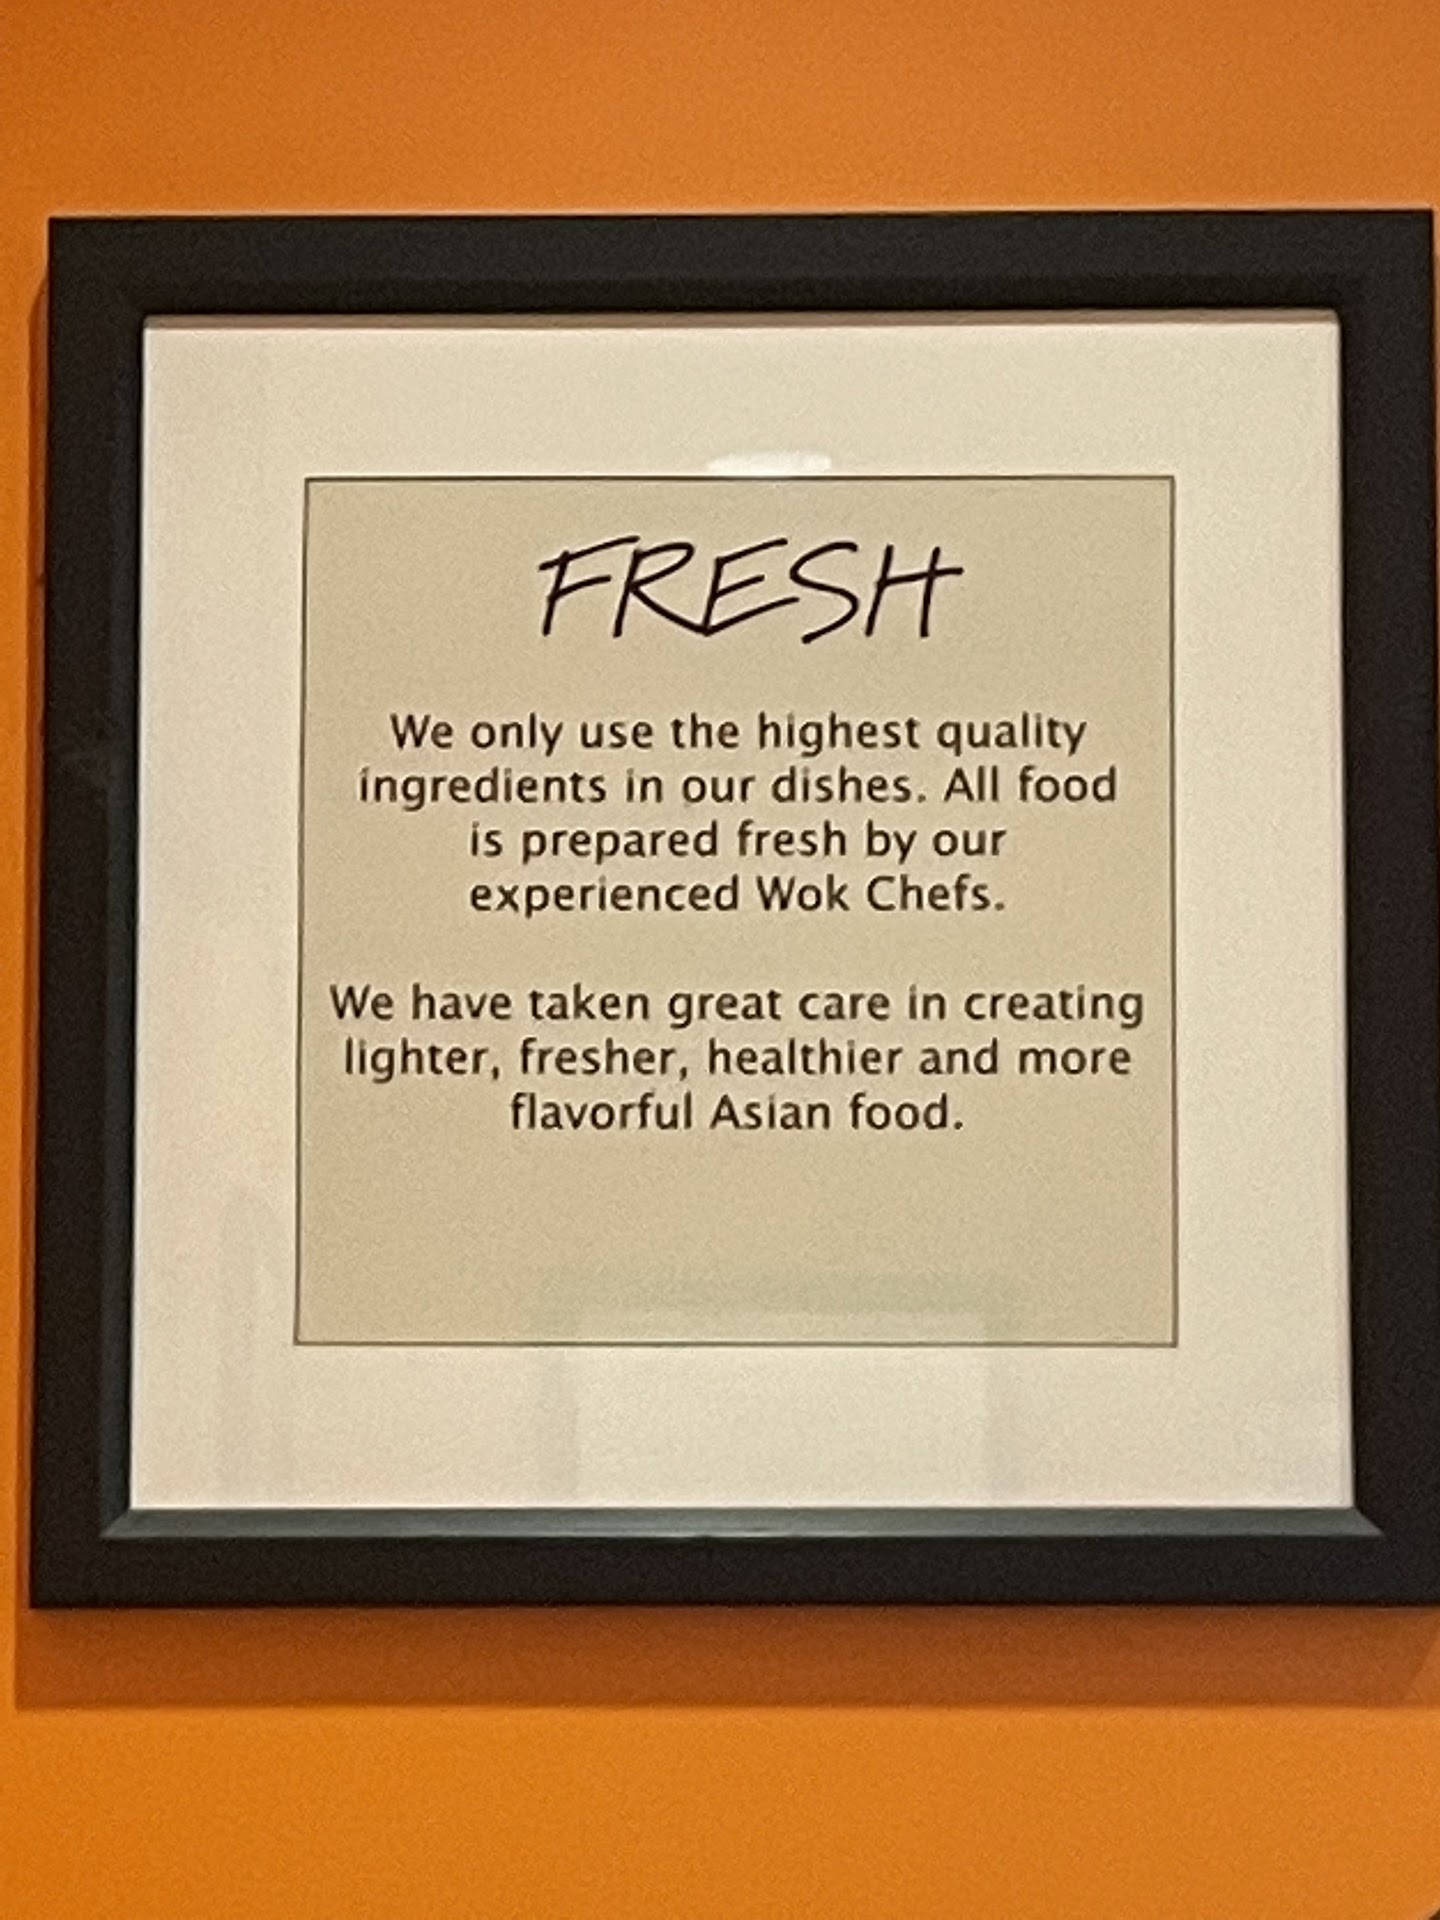 FRESH
We only use the highest quality
ingredients in our dishes. All food
is prepared fresh by our
experienced Wok Chefs.
We have taken great care in creating
lighter, fresher, healthier and more
flavorful Asian food.